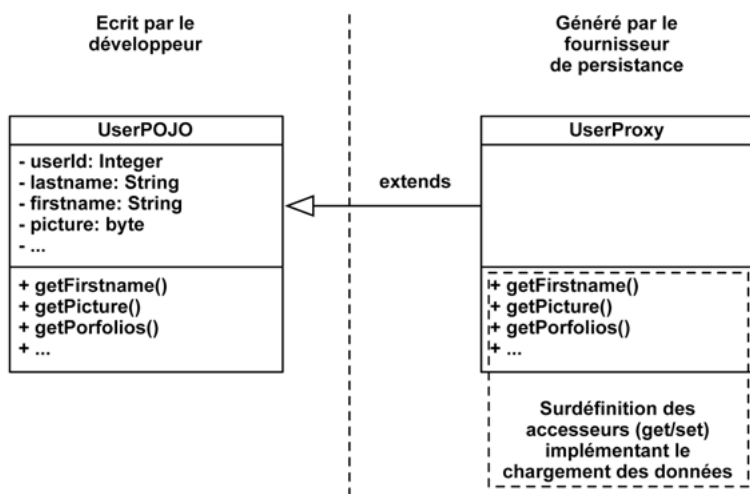 Ecrit par le
développeur
Généré par le
fournisseur
de persistance
UserPOJO
- userId: Integer
- lastname: String
- firstname: String
- picture: byte
- ...
+ getFirstname()
+ getPicture()
+ getPorfolios()
+ ...
extends
UserProxy
+ getFirstname()
+ getPicture()
+ getPorfolios()
+ ...
Surdéfinition des
accesseurs (get/set)
implémentant le
chargement des données